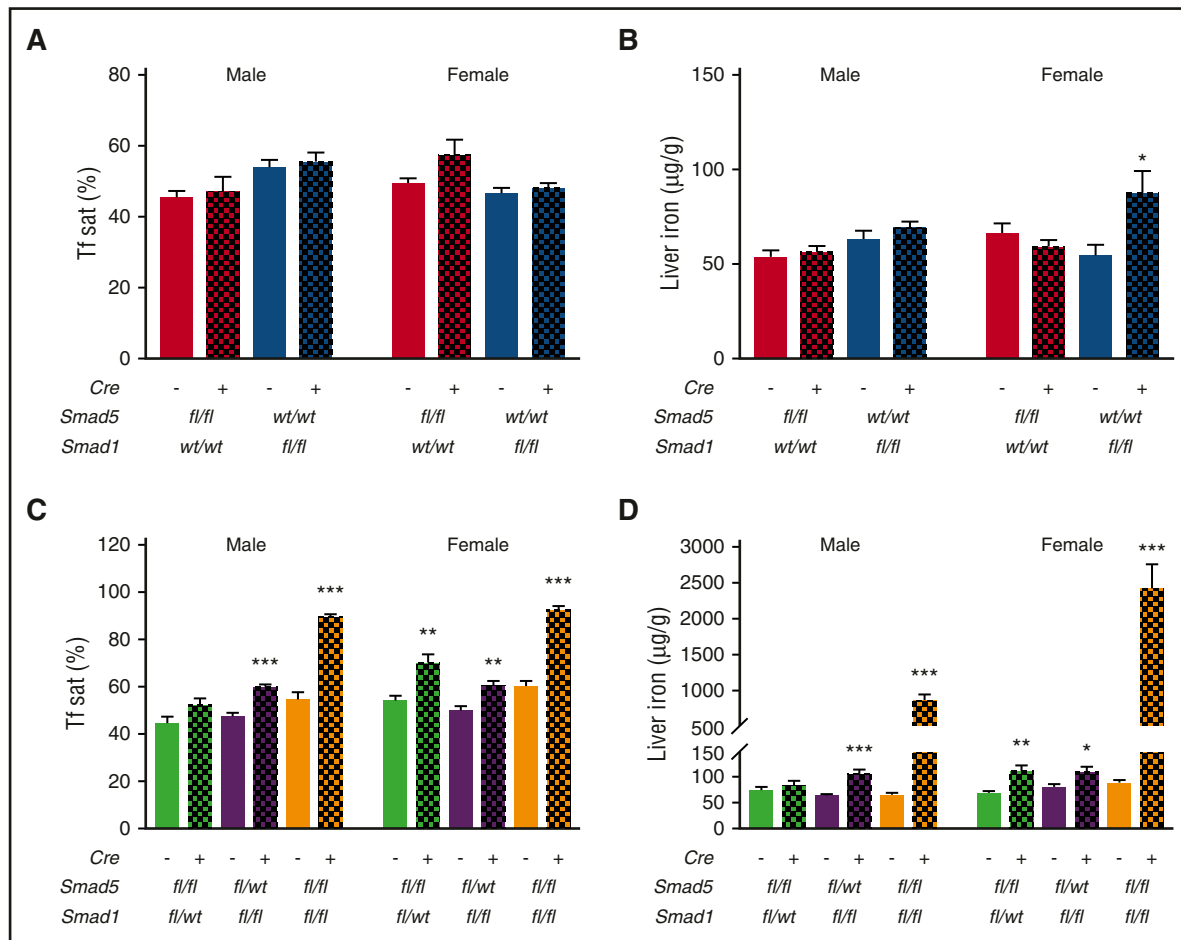 A
Tf sat (%)
80
60
40
20
0
Male Female
*Cre* - + - + - + - +
*Smad5* fl/fl wt/wt fl/fl wt/wt
*Smad1* wt/wt fl/fl wt/wt fl/fl
B
Liver iron (µg/g)
150
100
50
0
Male Female
*
Cre - + - + - + - +
Smad5 fl/fl wt/wt fl/fl wt/wt
Smad1 wt/wt fl/fl wt/wt fl/fl
C
Tf sat (%)
120
100
80
60
40
20
0
Male Female
*** *** ** ** ***
Cre - + - + - + - + - + - +
Smad5 fl/fl fl/wt fl/fl fl/fl fl/wt fl/fl
Smad1 fl/wt fl/fl fl/fl fl/wt fl/fl fl/fl
D
Liver iron (µg/g)
3000
2500
2000
1500
1000
500
150
100
50
0
Male Female
*** *** ** * ***
Cre - + - + - + - + - + - +
Smad5 fl/fl fl/wt fl/fl fl/fl fl/wt fl/fl
Smad1 fl/wt fl/fl fl/fl fl/wt fl/fl fl/fl